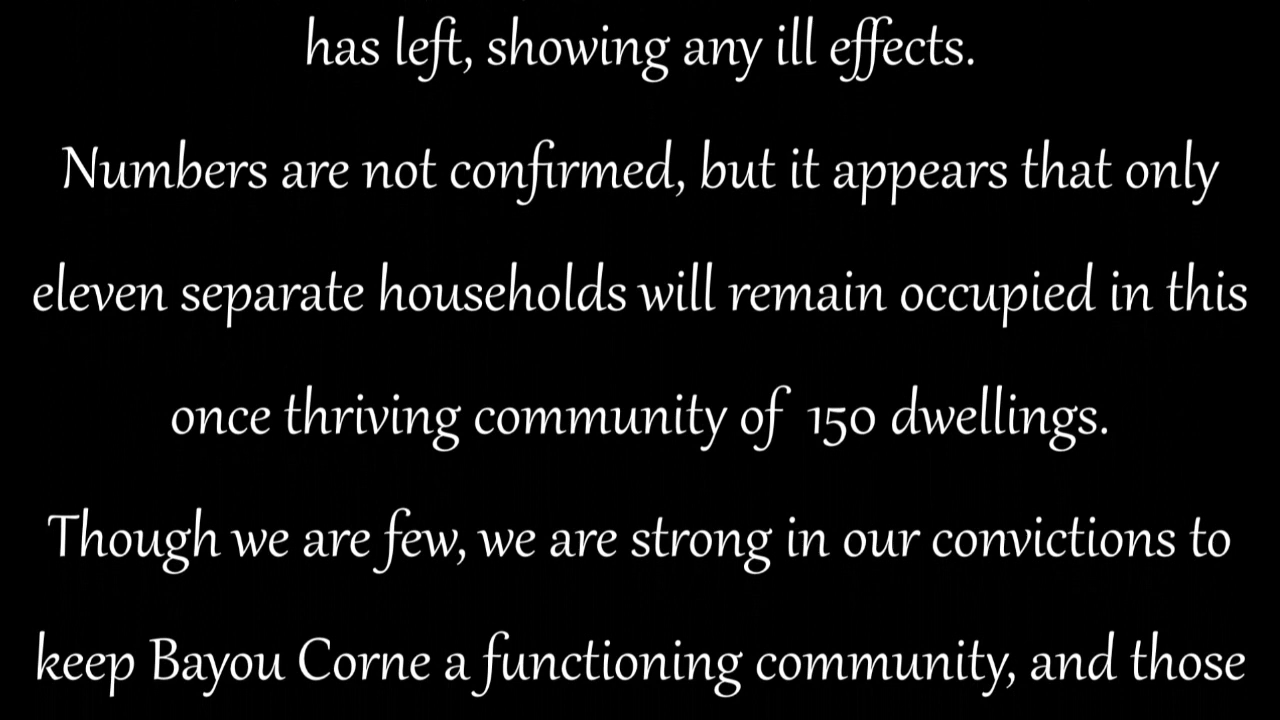 has left, showing any ill effects.
Numbers are not confirmed, but it appears that only
eleven separate households will remain occupied in this
once thriving community of 150 dwellings.
Though we are few, we are strong in our convictions to
keep Bayou Corne a functioning community, and those